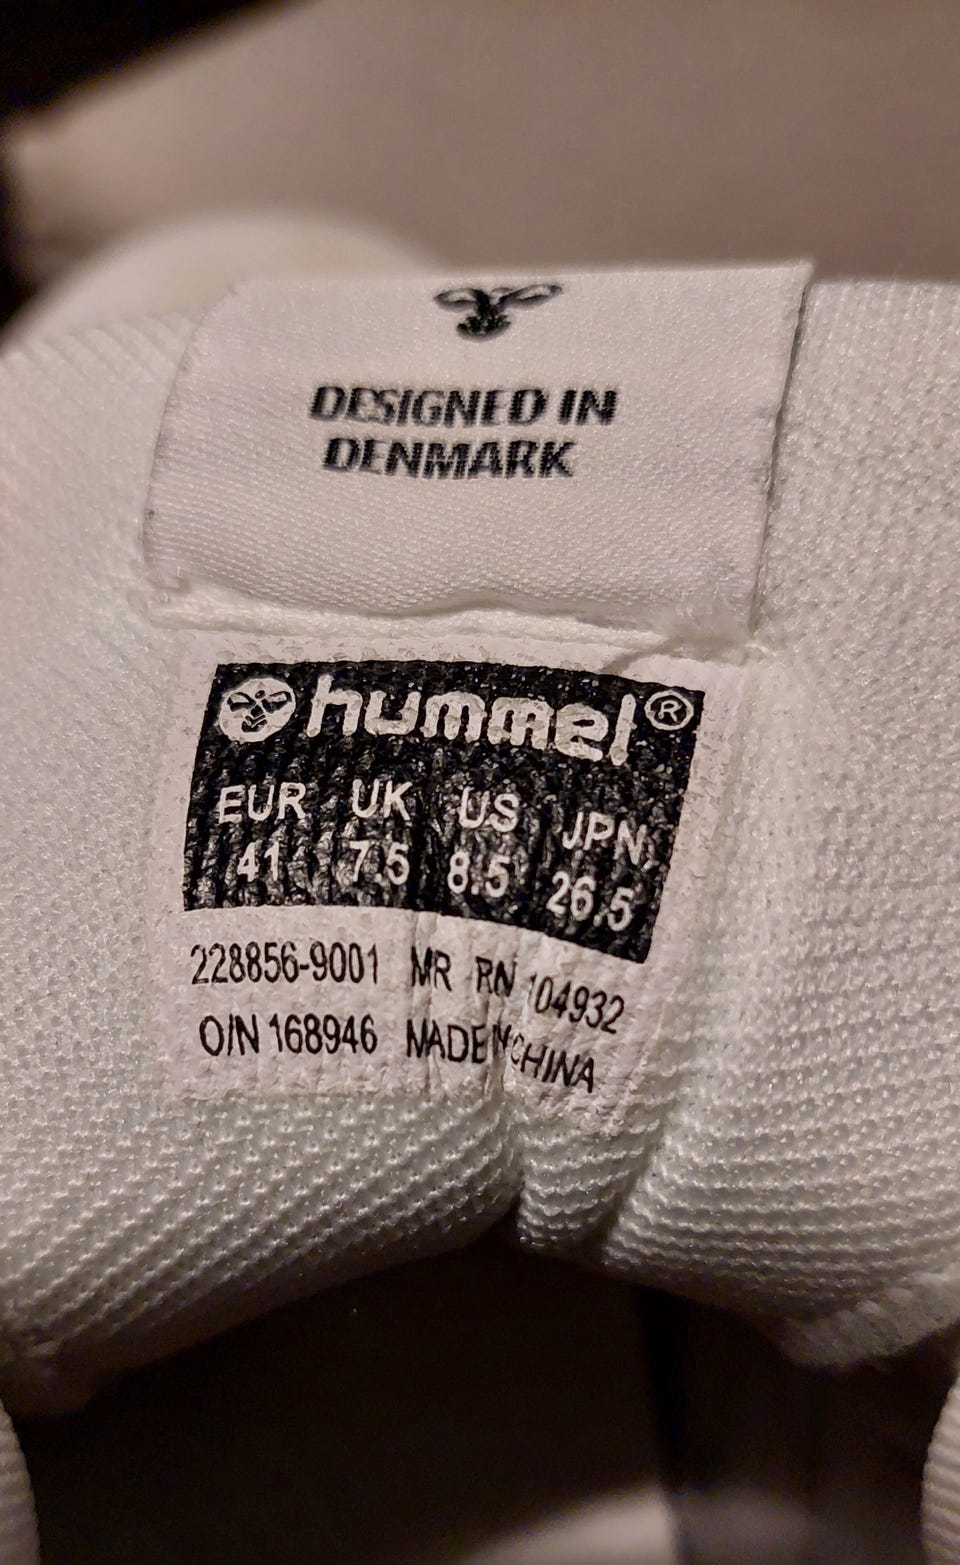 DESIGNED IN
DENMARK
hummel®
EUR UK US JPN
41 7.5 8.5 26.5
228856-9001 MR RN 104932
O/N 168946 MADE IN CHINA